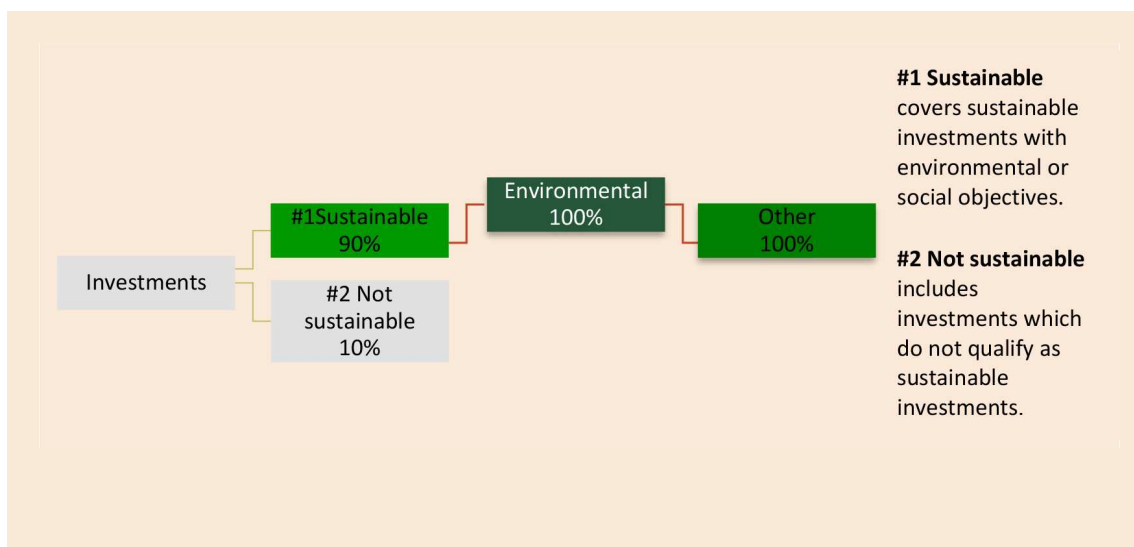 Investments
#1Sustainable
90%
#2 Not
sustainable
10%
Environmental
100%
Other
100%
#1 Sustainable
covers sustainable
investments with
environmental or
social objectives.
#2 Not sustainable
includes
investments which
do not qualify as
sustainable
investments.